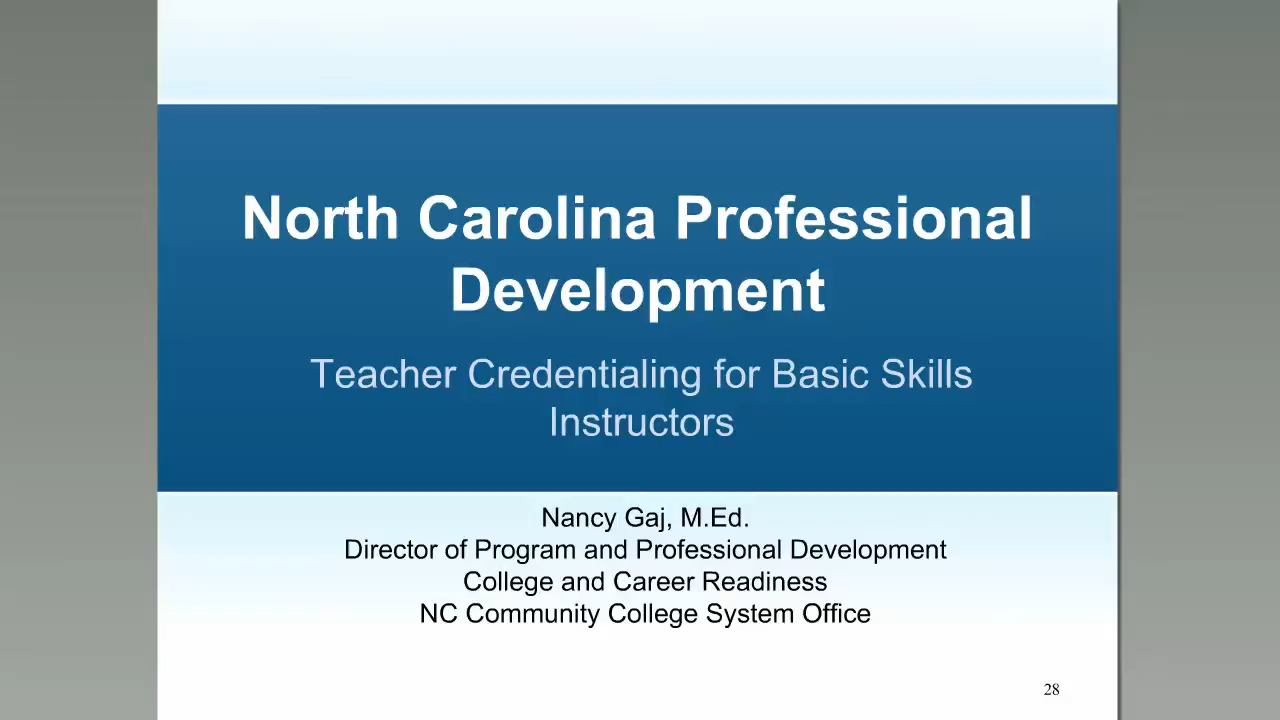 North Carolina Professional
Development
Teacher Credentialing for Basic Skills
Instructors
Nancy Gaj, M.Ed.
Director of Program and Professional Development
College and Career Readiness
NC Community College System Office
28